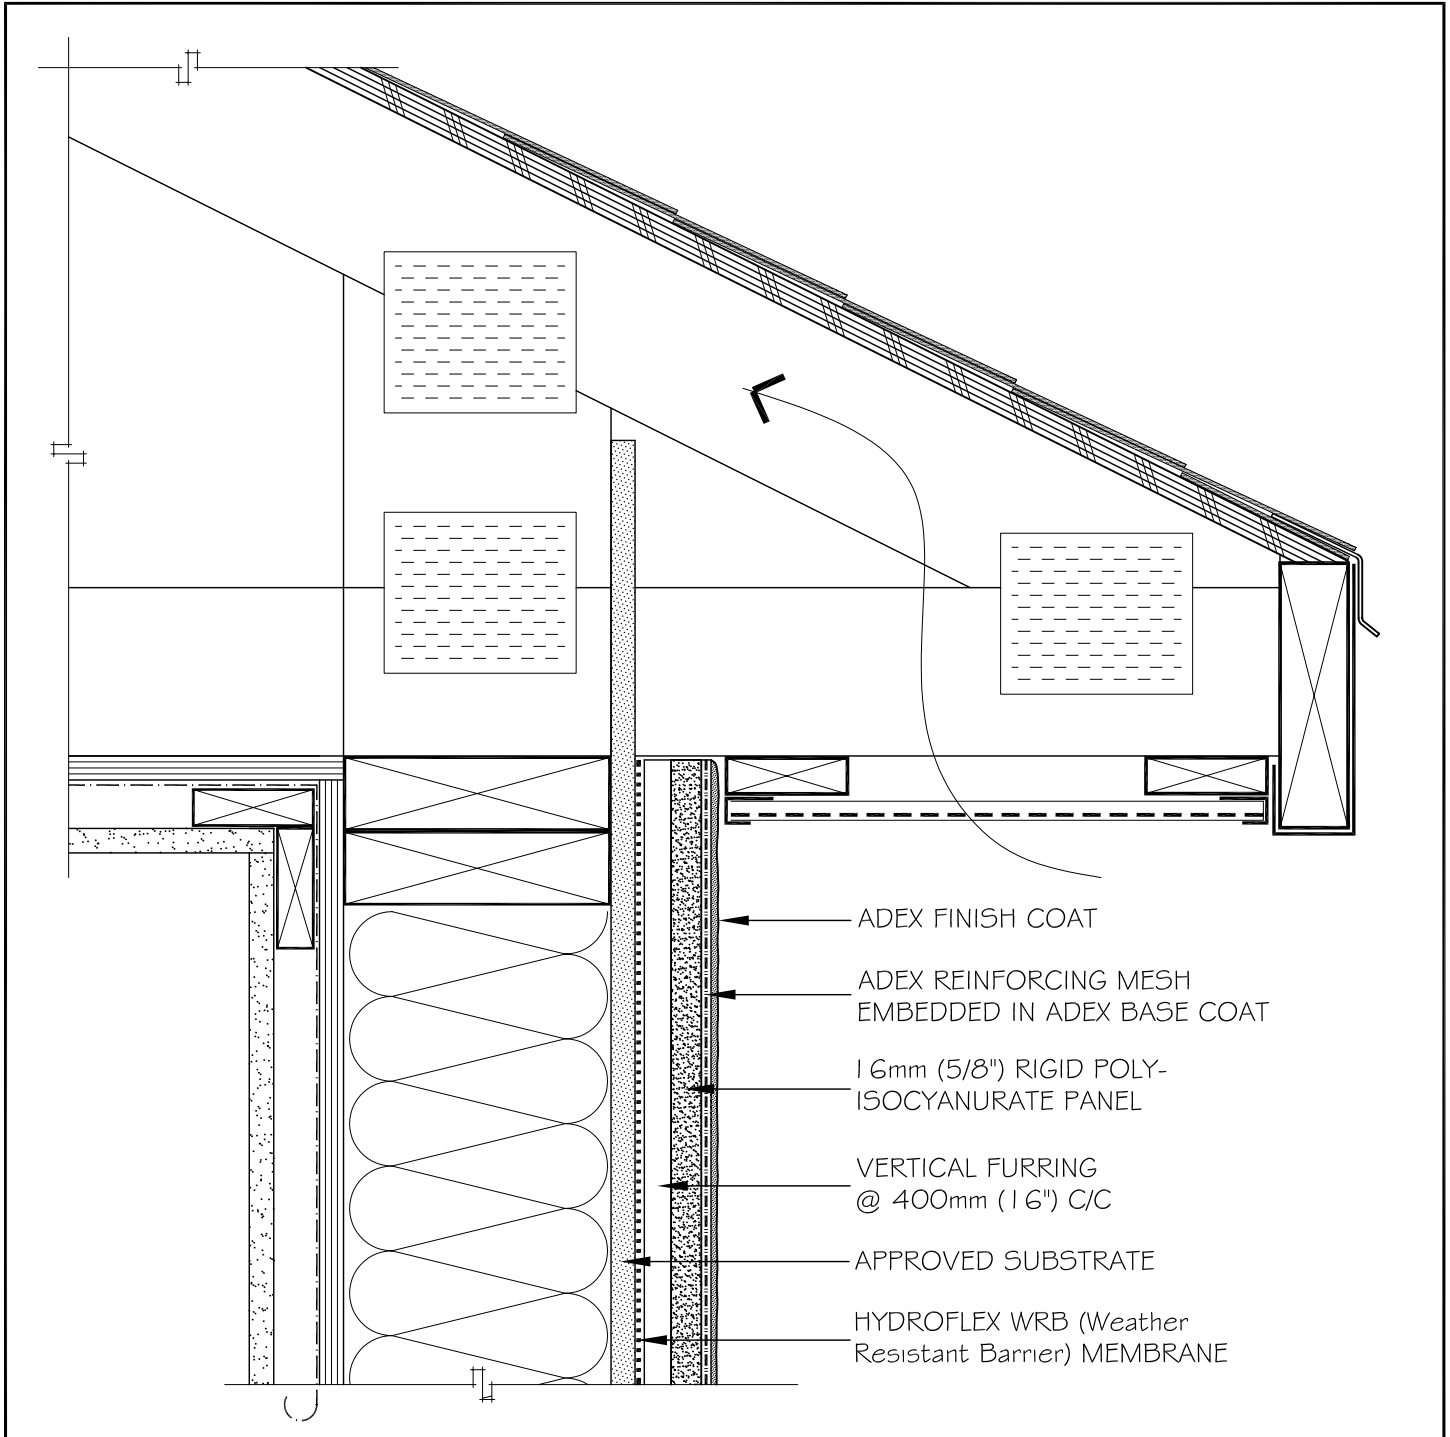 ADEX FINISH COAT
ADEX REINFORCING MESH
EMBEDDED IN ADEX BASE COAT
16mm (5/8") RIGID POLY-
ISOCYANURATE PANEL
VERTICAL FURRING
@ 400mm (16") C/C
APPROVED SUBSTRATE
HYDROFLEX WRB (Weather
Resistant Barrier) MEMBRANE